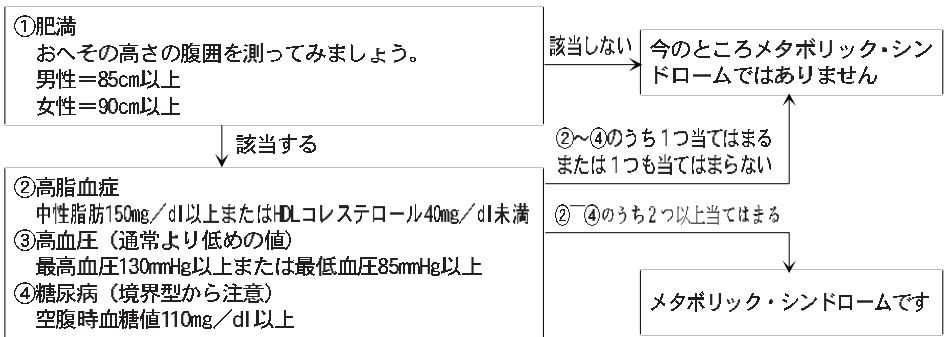 ①肥満
おへその高さの腹囲を測ってみましょう。
男性＝85cm以上
女性＝90cm以上
該当しない
今のところメタボリック・シン
ドロームではありません
該当する
②～④のうち１つ当てはまる
または１つも当てはまらない
②高脂血症
中性脂肪150mg／dl以上またはHDLコレステロール40mg／dl未満
③高血圧（通常より低めの値）
最高血圧130mmHg以上または最低血圧85mmHg以上
④糖尿病（境界型から注意）
空腹時血糖値110mg／dl以上
②￣④のうち２つ以上当てはまる
メタボリック・シンドロームです